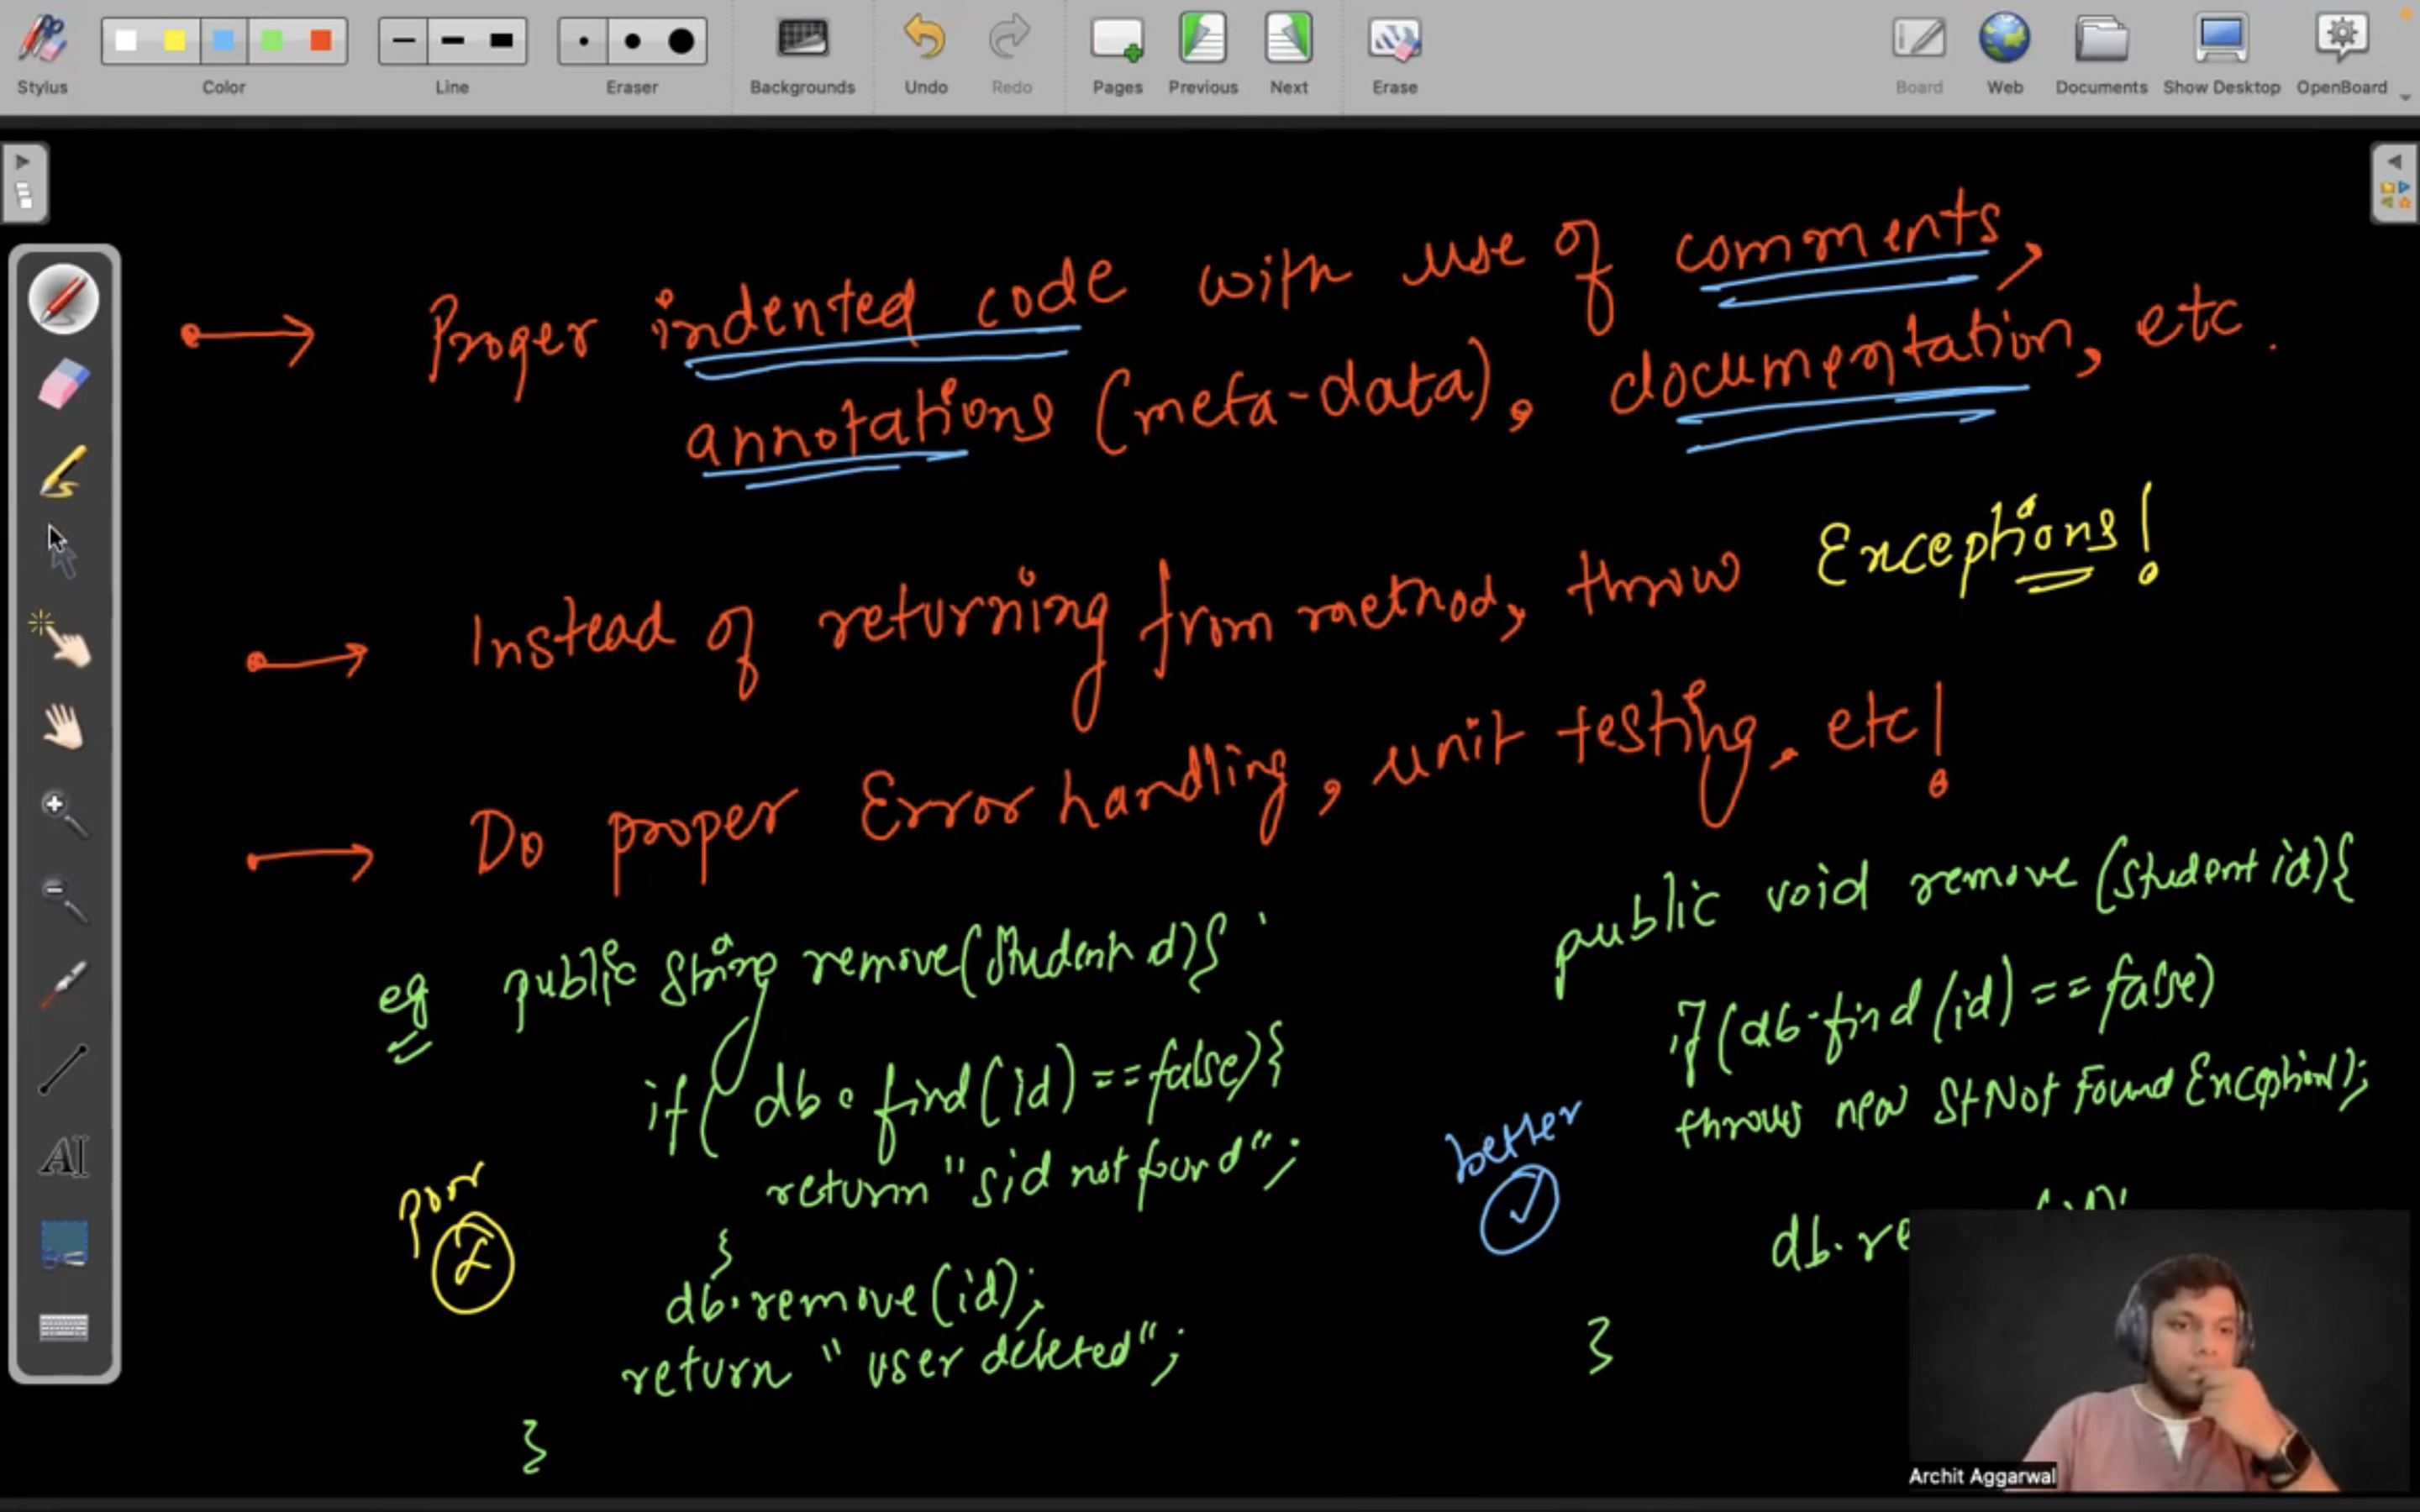 Stylus
Color
Line
Eraser
Backgrounds
Undo
Redo
Pages
Previous
Next
Erase
Board
Web
Documents
Show Desktop
OpenBoard
Proper indented code with use of comments,
annotations (meta-data), documentation, etc.
Instead of returning from method, throw Exceptions!
Do proper Error handling, unit testing, etc!
eg public String remove(Student id){
if( db.find(id)==false){
return "sid not found";
}
db.remove(id);
return "user deleted";
}
poor
public void remove(Student id){
if(db.find(id)==false)
throws new StNotFoundException();
db.re
}
better
AI
Archit Aggarwal